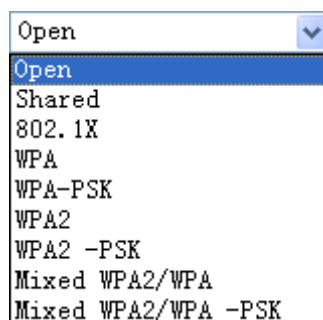 Open
Open
Shared
802.1X
WPA
WPA-PSK
WPA2
WPA2 -PSK
Mixed WPA2/WPA
Mixed WPA2/WPA -PSK